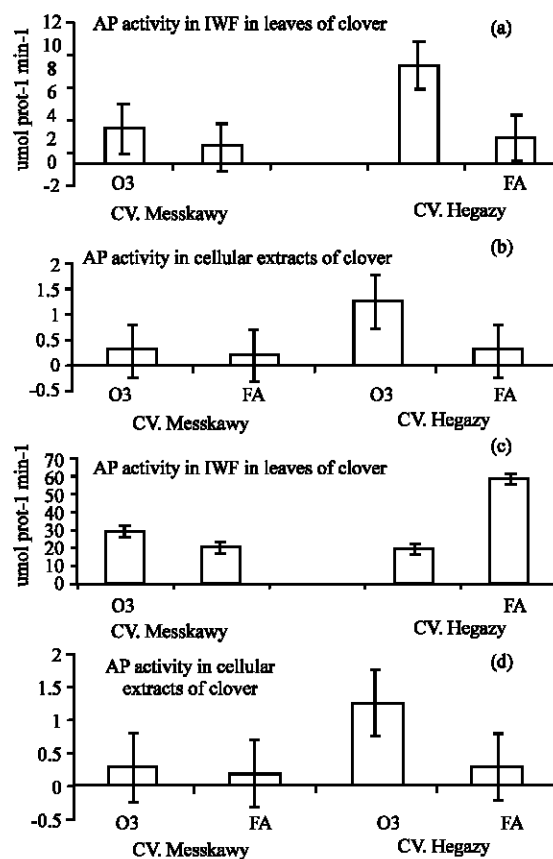 AP activity in IWF in leaves of clover
(a)
umol prot-1 min-1
12
10
8
6
4
2
0
-2
O3
FA
CV. Messkawy
CV. Hegazy
(b)
AP activity in cellular extracts of clover
2
1.5
1
0.5
0
-0.5
O3
FA
O3
FA
CV. Messkawy
CV. Hegazy
(c)
AP activity in IWF in leaves of clover
umol prot-1 min-1
70
60
50
40
30
20
10
0
O3
FA
CV. Messkawy
CV. Hegazy
(d)
AP activity in cellular
extracts of clover
2
1.5
1
0.5
0
-0.5
O3
FA
O3
FA
CV. Messkawy
CV. Hegazy